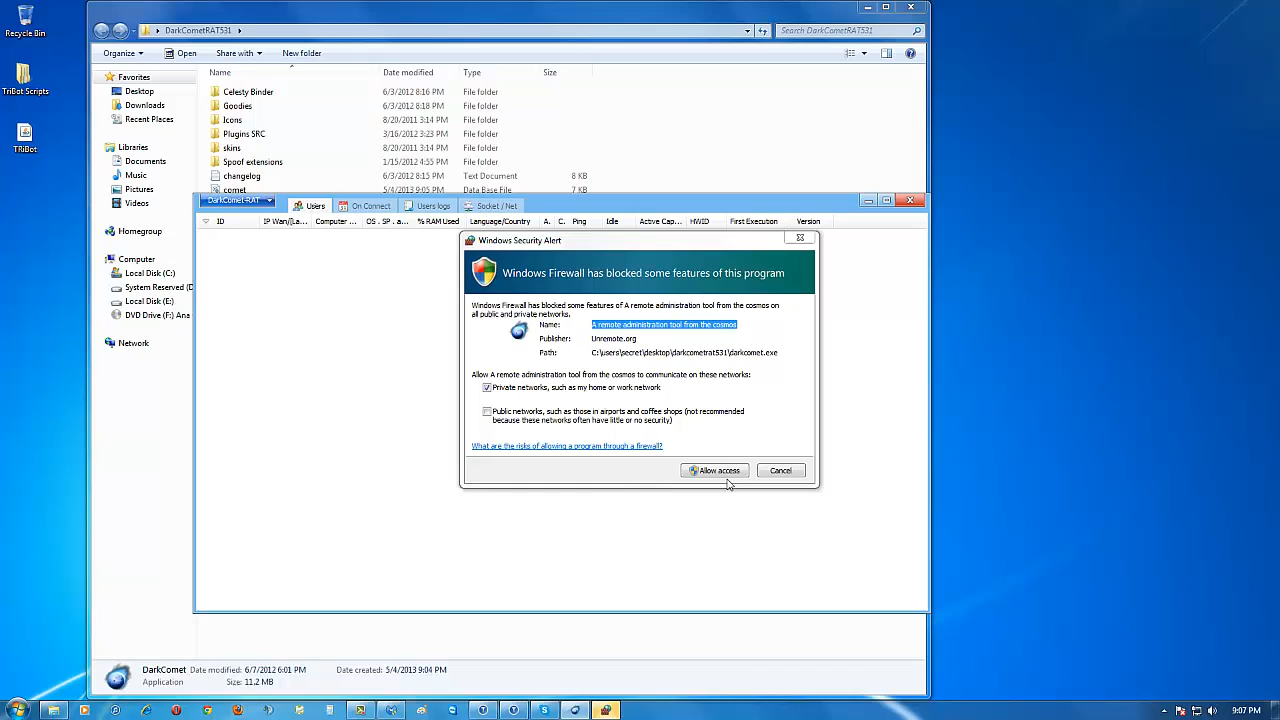 Recycle Bin
TriBot Scripts
TRiBot
DarkCometRAT531
Search DarkCometRAT531
Organize
Open
Share with
New folder
Name
Date modified
Type
Size
Favorites
Desktop
Downloads
Recent Places
Libraries
Documents
Music
Pictures
Videos
Homegroup
Computer
Local Disk (C:)
System Reserved (D
Local Disk (E:)
DVD Drive (F:) Ana
Network
Celesty Binder 6/3/2012 8:16 PM File folder
Goodies 6/3/2012 8:18 PM File folder
Icons 8/20/2011 3:14 PM File folder
Plugins SRC 3/16/2012 3:23 PM File folder
skins 8/20/2011 3:14 PM File folder
Spoof extensions 1/15/2012 4:55 PM File folder
changelog 6/3/2012 8:15 PM Text Document 8 KB
comet 5/4/2013 9:05 PM Data Base File 7 KB
DarkComet-RAT
Users
On Connect
Users logs
Socket / Net
ID
IP Wan/[La...
Computer ...
OS . SP . a...
% RAM Used
Language/Country
A.
C.
Ping
Idle
Active Cap...
HWID
First Execution
Version
Windows Security Alert
Windows Firewall has blocked some features of this program
Windows Firewall has blocked some features of A remote administration tool from the cosmos on
all public and private networks.
Name: A remote administration tool from the cosmos
Publisher: Unremote.org
Path: C:\users\secret\desktop\darkcometrat531\darkcomet.exe
Allow A remote administration tool from the cosmos to communicate on these networks:
Private networks, such as my home or work network
Public networks, such as those in airports and coffee shops (not recommended
because these networks often have little or no security)
What are the risks of allowing a program through a firewall?
Allow access
Cancel
DarkComet Date modified: 6/7/2012 6:01 PM Date created: 5/4/2013 9:04 PM
Application Size: 11,2 MB
9:07 PM